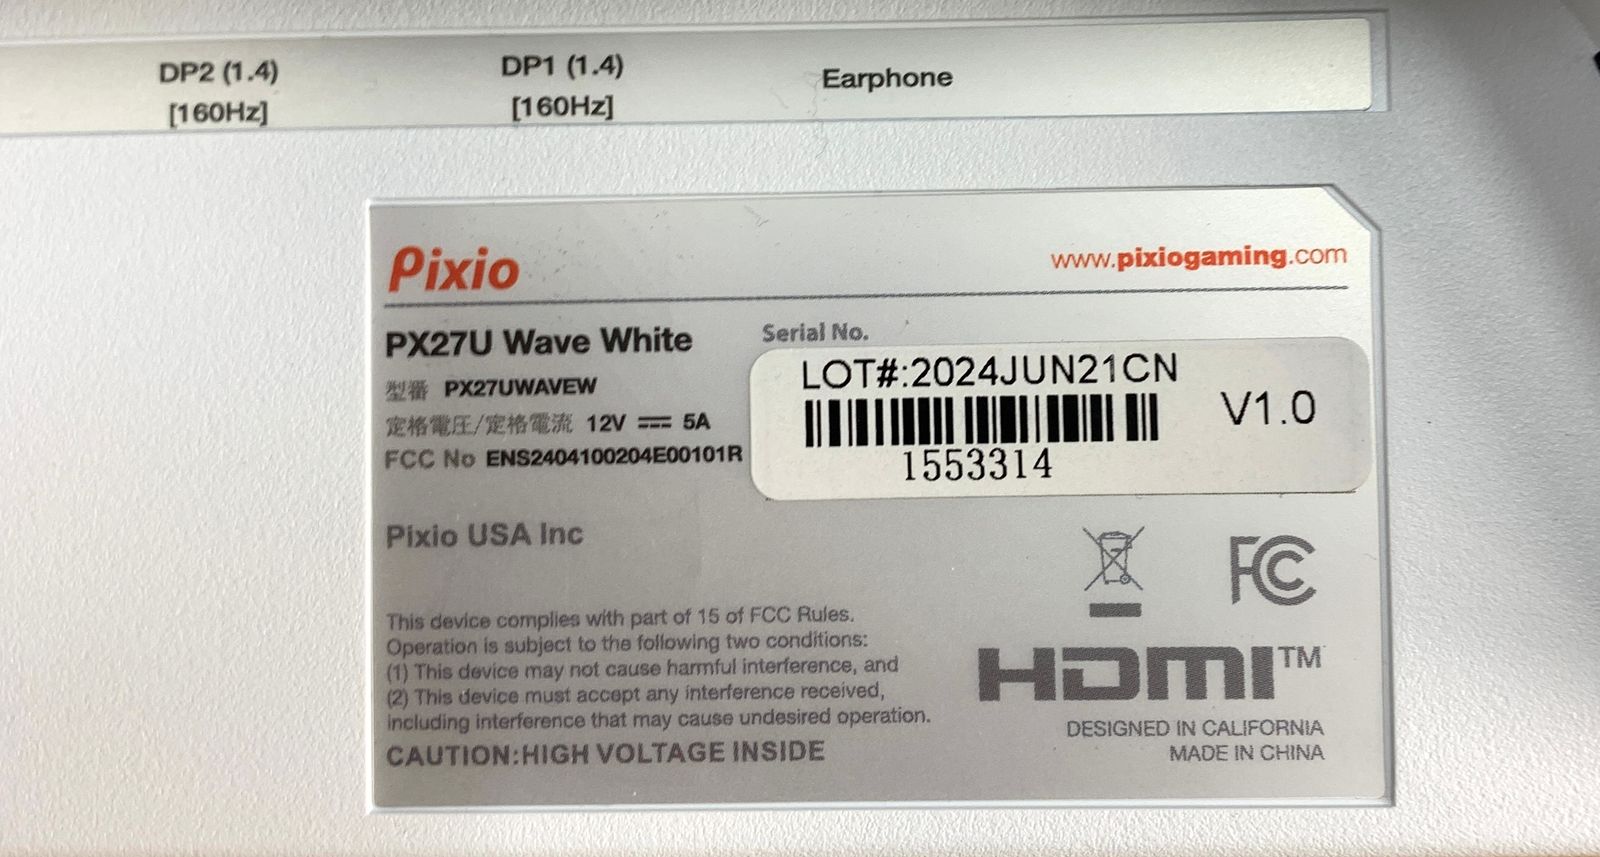 DP2 (1.4)
[160Hz]
DP1 (1.4)
[160Hz]
Earphone
Pixio
www.pixiogaming.com
PX27U Wave White
型番 PX27UWAVEW
定格電圧/定格電流 12V ⎓ 5A
FCC No ENS2404100204E00101R
Serial No.
LOT#:2024JUN21CN
V1.0
1553314
Pixio USA Inc
FC
This device complies with part of 15 of FCC Rules.
Operation is subject to the following two conditions:
(1) This device may not cause harmful interference, and
(2) This device must accept any interference received,
including interference that may cause undesired operation.
CAUTION:HIGH VOLTAGE INSIDE
HDMI™
DESIGNED IN CALIFORNIA
MADE IN CHINA